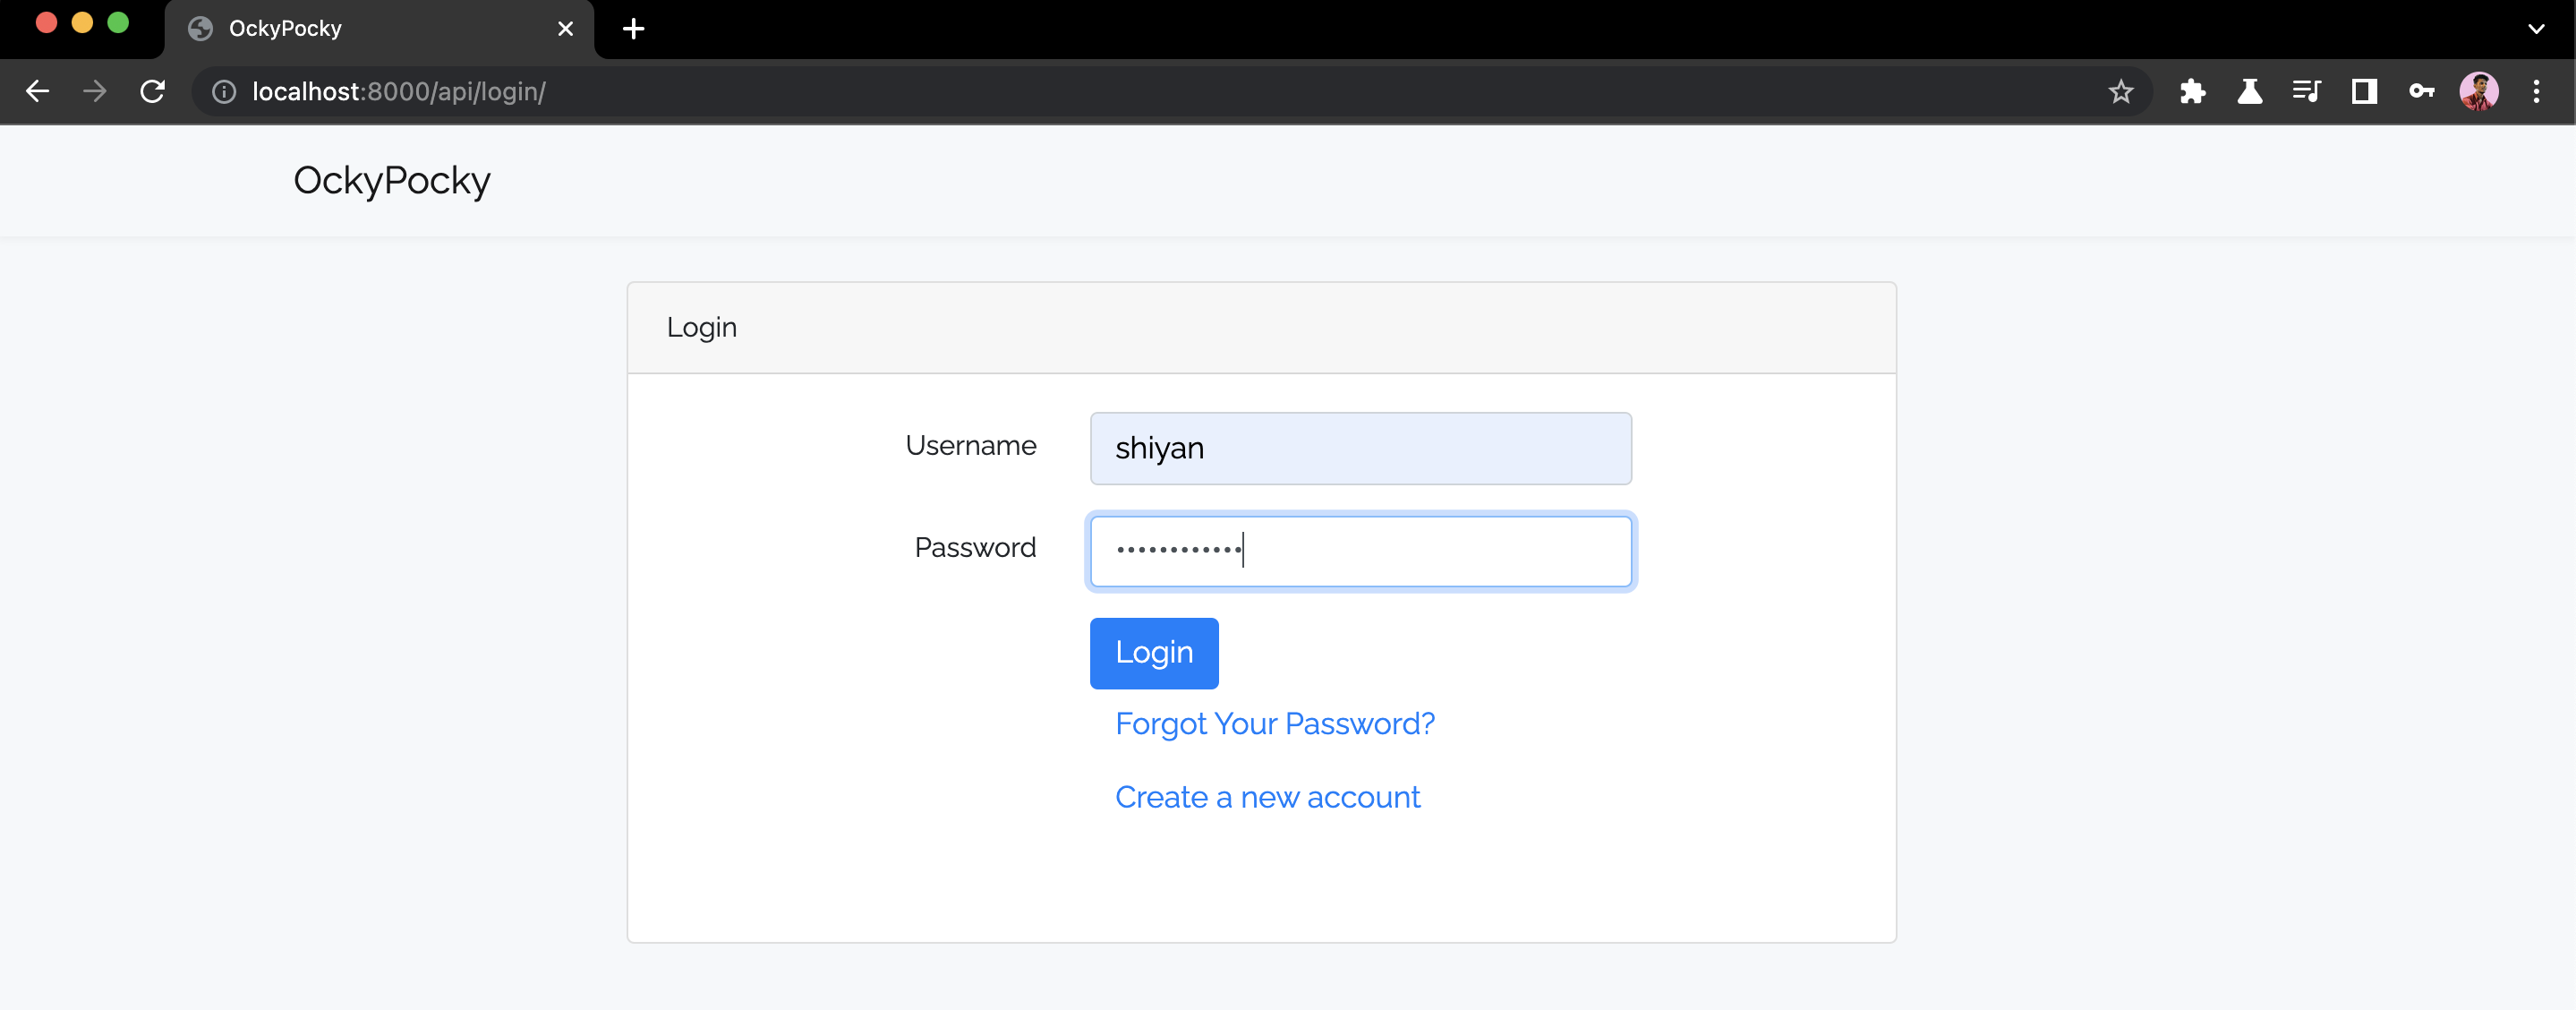 OckyPocky
localhost:8000/api/login/
OckyPocky
Login
Username
shiyan
Password
••••••••••••
Login
Forgot Your Password?
Create a new account